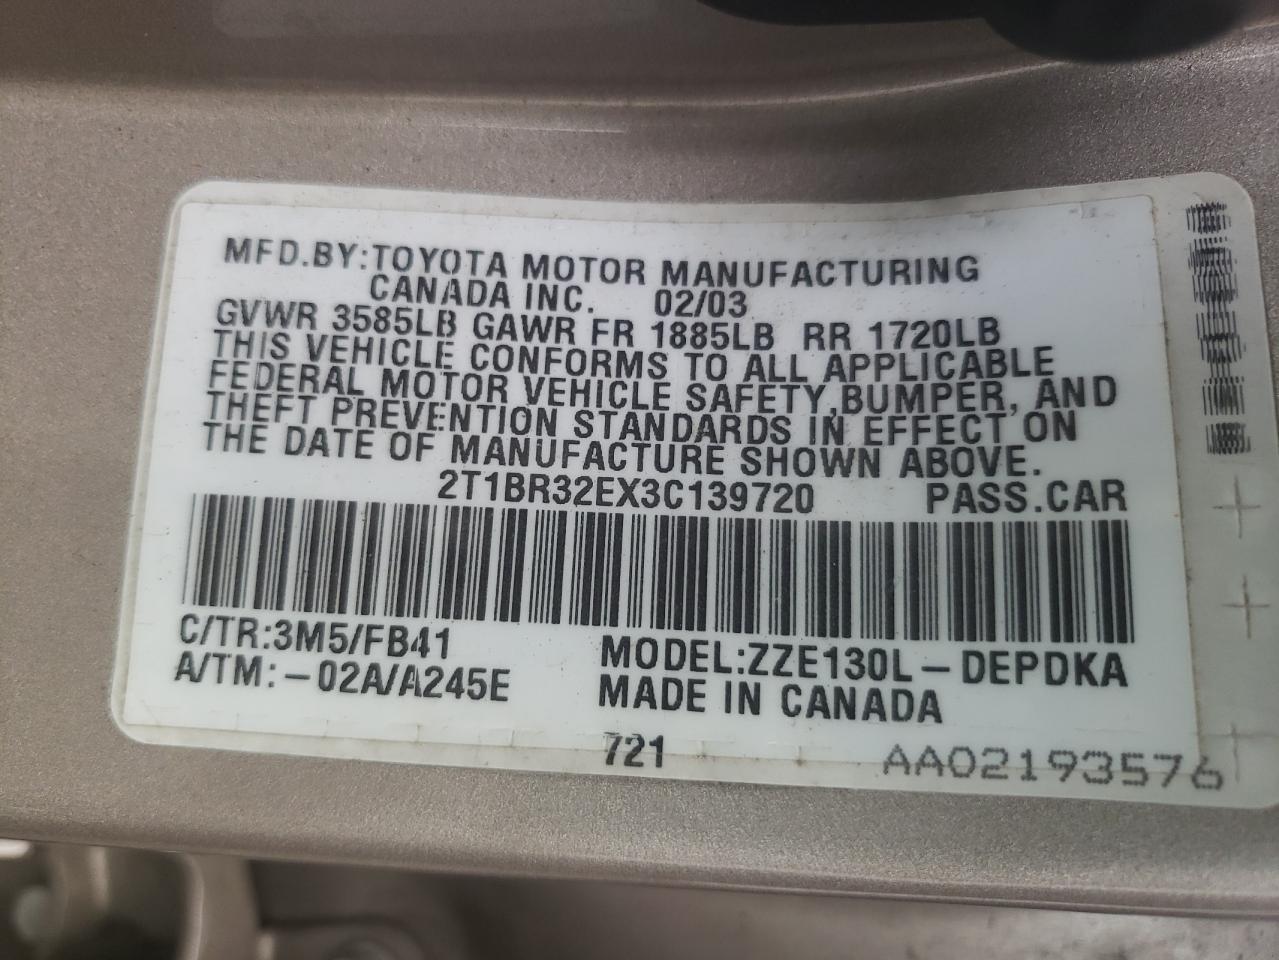 MFD.BY:TOYOTA MOTOR MANUFACTURING
CANADA INC. 02/03
GVWR 3585LB GAWR FR 1885LB RR 1720LB
THIS VEHICLE CONFORMS TO ALL APPLICABLE
FEDERAL MOTOR VEHICLE SAFETY,BUMPER, AND
THEFT PREVENTION STANDARDS IN EFFECT ON
THE DATE OF MANUFACTURE SHOWN ABOVE.
2T1BR32EX3C139720 PASS.CAR
C/TR:3M5/FB41
A/TM:-02A/A245E
MODEL:ZZE130L-DEPDKA
MADE IN CANADA
721
AA02193576